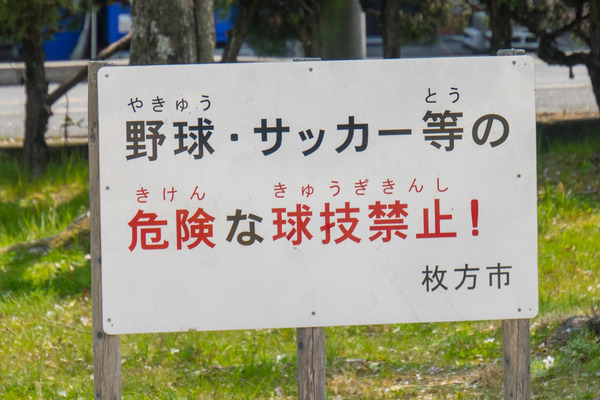 やきゅう とう
野球・サッカー等の
きけん きゅうぎきんし
危険な球技禁止!
枚方市